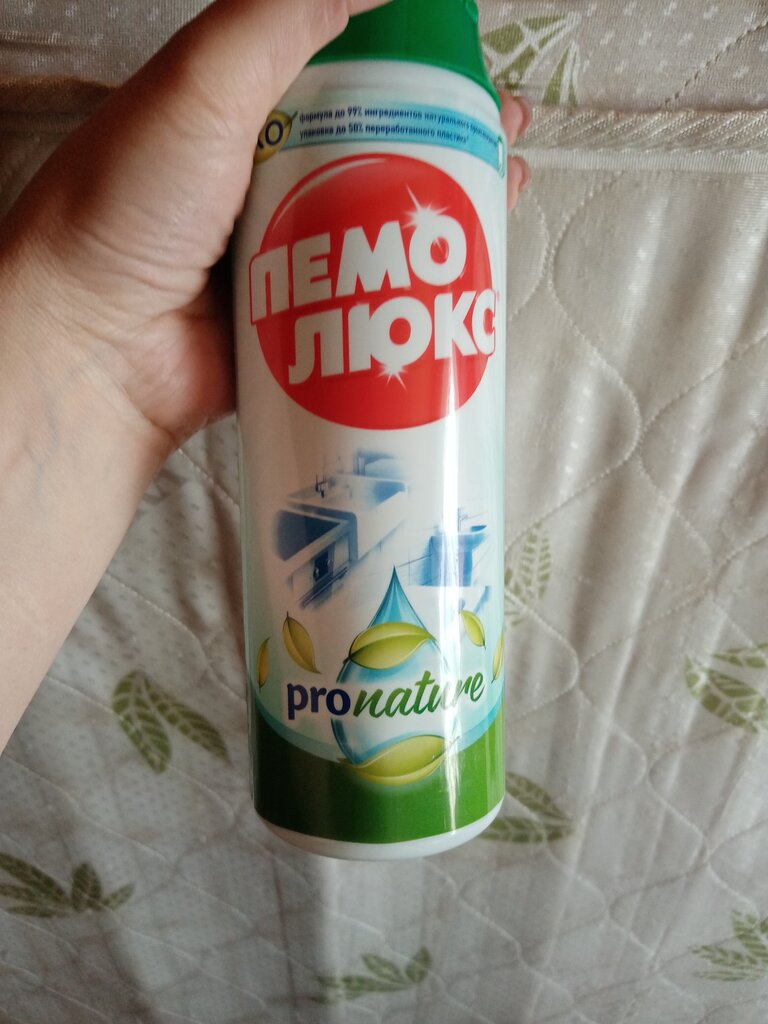 формула до 99% ингредиентов натурального
упаковка до 50% переработанного пластика
ПЕМО
ЛЮКС
pronature